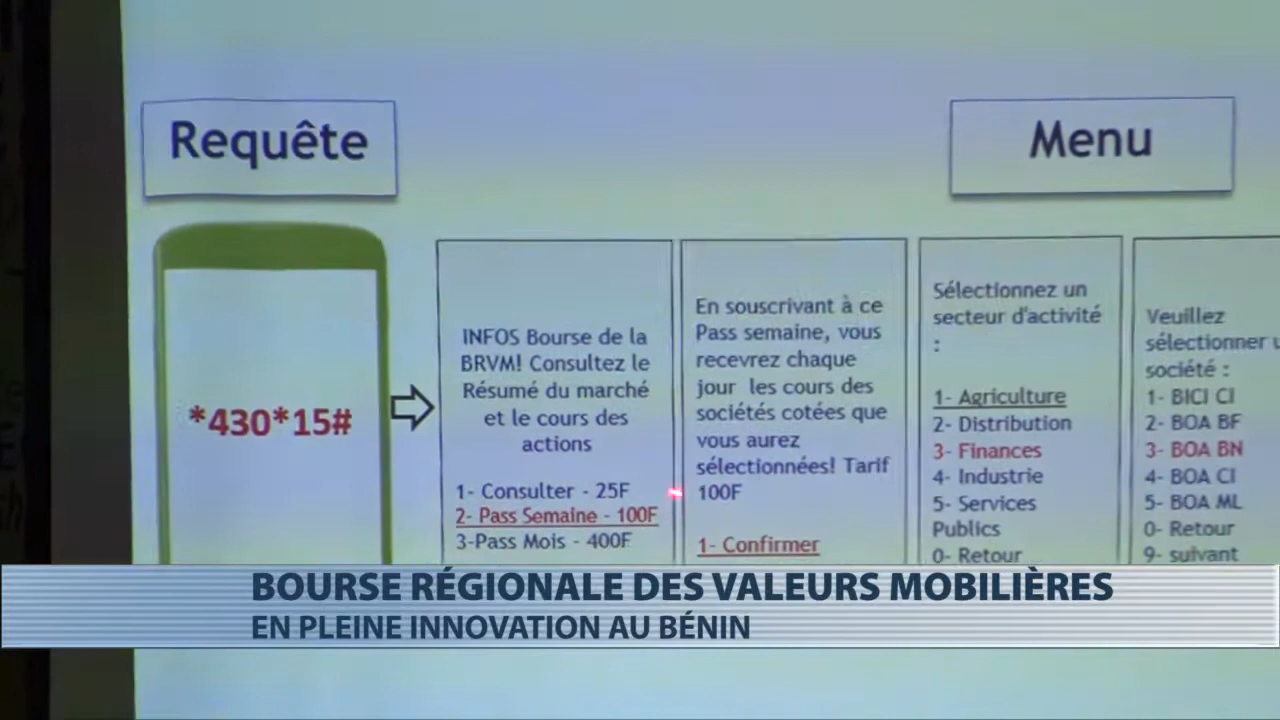 Requête
Menu
*430*15#
INFOS Bourse de la
BRVM! Consultez le
Résumé du marché
et le cours des
actions
1- Consulter - 25F
2- Pass Semaine - 100F
3-Pass Mois - 400F
En souscrivant à ce
Pass semaine, vous
recevrez chaque
jour les cours des
sociétés cotées que
vous aurez
sélectionnées! Tarif
100F
1- Confirmer
Sélectionnez un
secteur d'activité
:
1- Agriculture
2- Distribution
3- Finances
4- Industrie
5- Services
Publics
0- Retour
Veuillez
sélectionner
société :
1- BICI CI
2- BOA BF
3- BOA BN
4- BOA CI
5- BOA ML
0- Retour
9- suivant
BOURSE RÉGIONALE DES VALEURS MOBILIÈRES
EN PLEINE INNOVATION AU BÉNIN